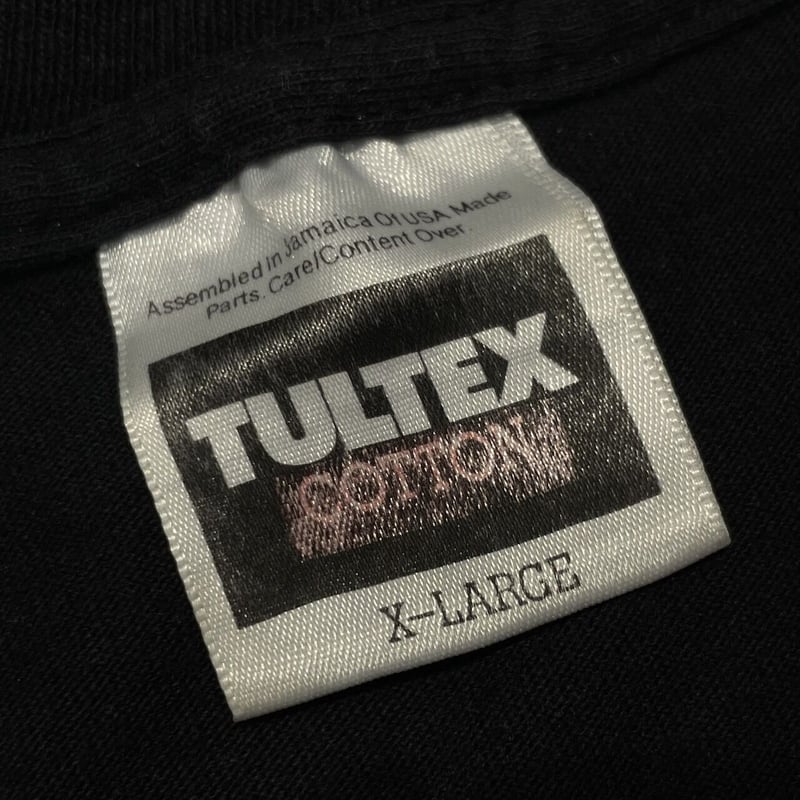 Assembled In Jamaica Of USA Made
Parts. Care/Content Over.
TULTEX
COTTON
X-LARGE